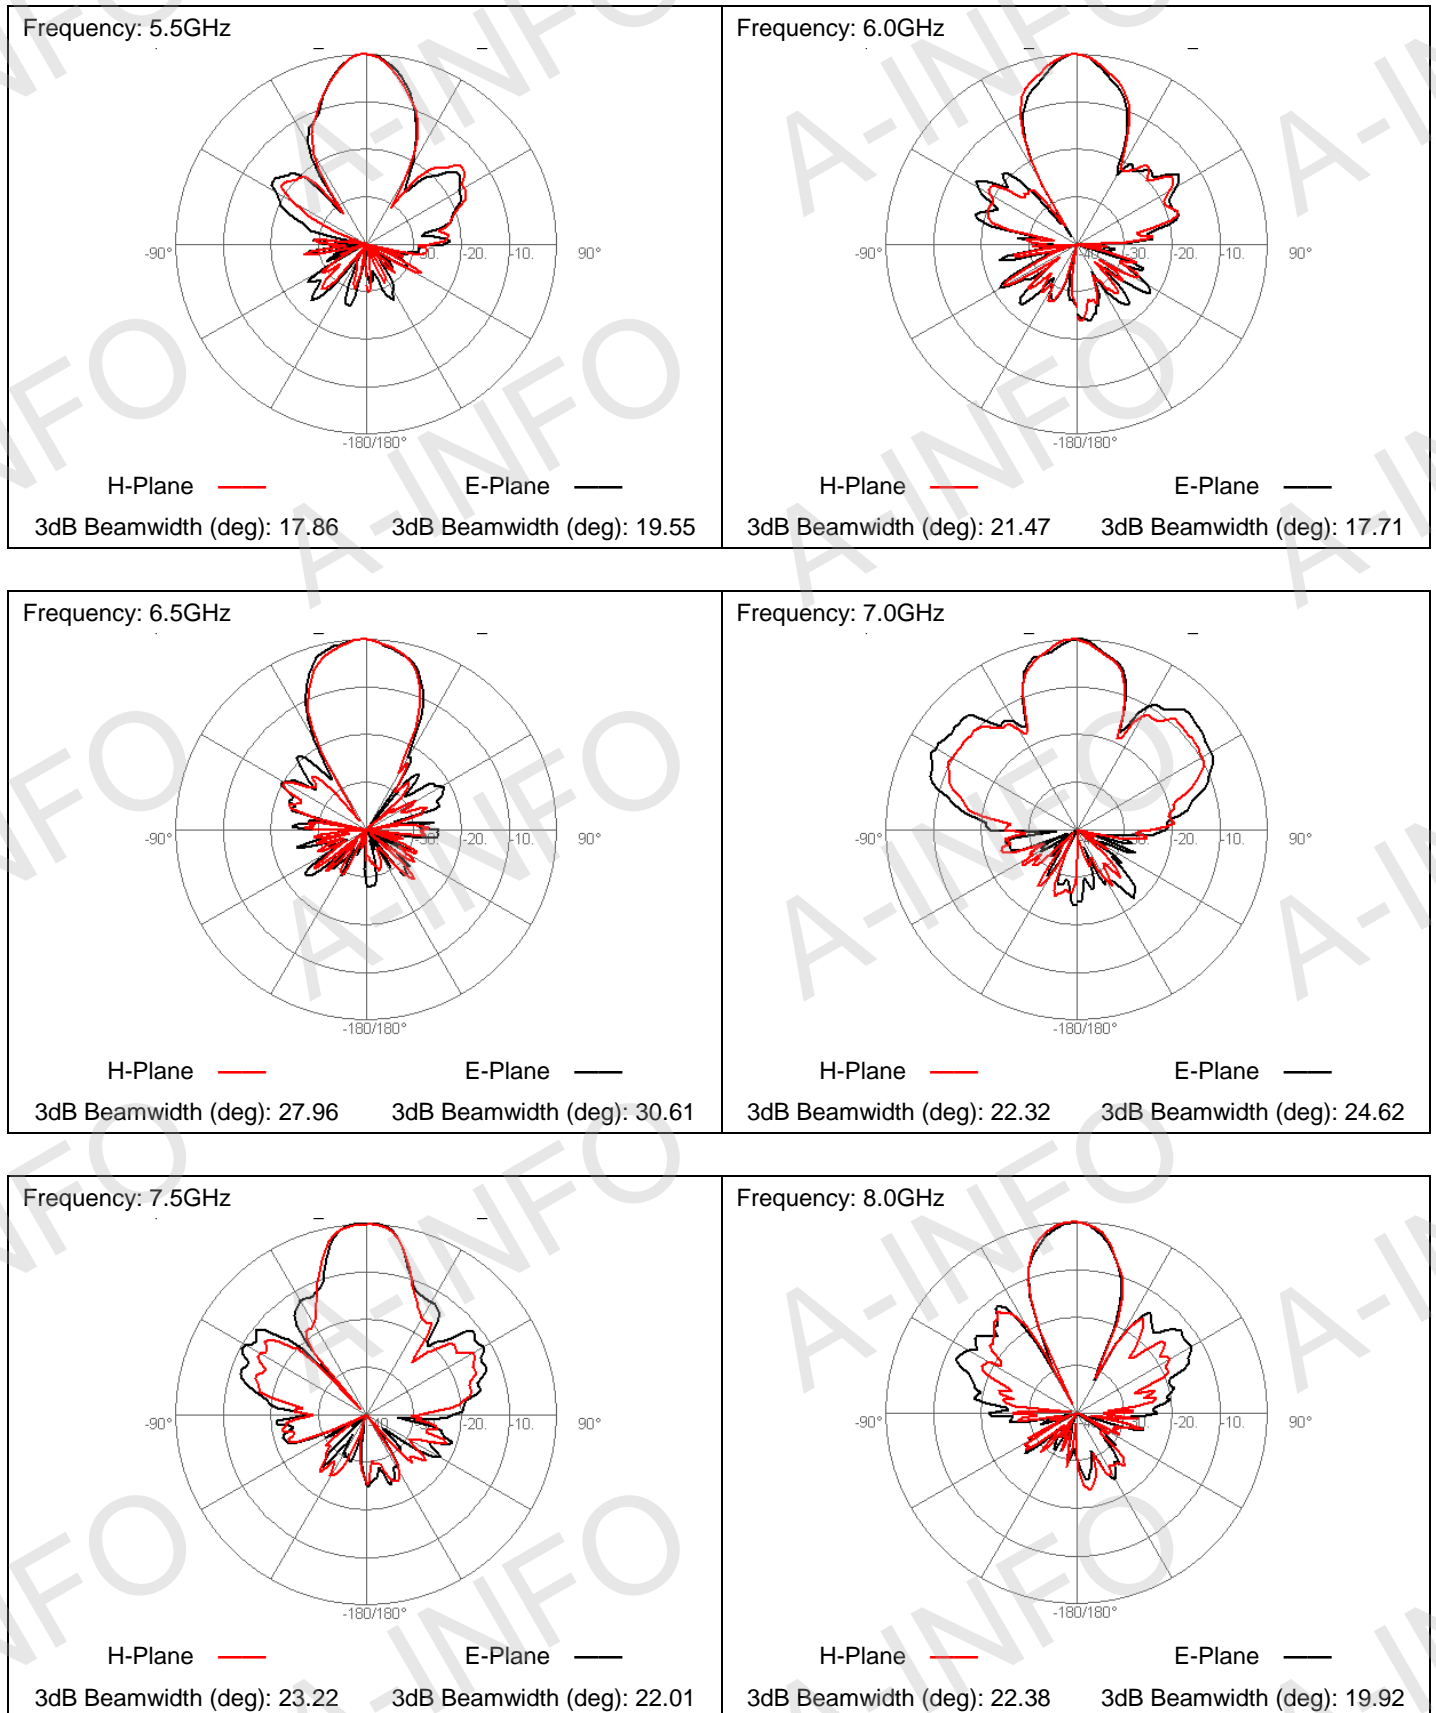 Frequency: 5.5GHz
-90° -20. -10. 90°
-180/180°
H-Plane E-Plane
3dB Beamwidth (deg): 17.86 3dB Beamwidth (deg): 19.55
Frequency: 6.0GHz
-90° -40. -30. -20. -10. 90°
-180/180°
H-Plane E-Plane
3dB Beamwidth (deg): 21.47 3dB Beamwidth (deg): 17.71
Frequency: 6.5GHz
-90° -30. -20. -10. 90°
-180/180°
H-Plane E-Plane
3dB Beamwidth (deg): 27.96 3dB Beamwidth (deg): 30.61
Frequency: 7.0GHz
-90° -20. -10. 90°
-180/180°
H-Plane E-Plane
3dB Beamwidth (deg): 22.32 3dB Beamwidth (deg): 24.62
Frequency: 7.5GHz
-90° -20. -10. 90°
-180/180°
H-Plane E-Plane
3dB Beamwidth (deg): 23.22 3dB Beamwidth (deg): 22.01
Frequency: 8.0GHz
-90° -20. -10. 90°
-180/180°
H-Plane E-Plane
3dB Beamwidth (deg): 22.38 3dB Beamwidth (deg): 19.92
A-INFO